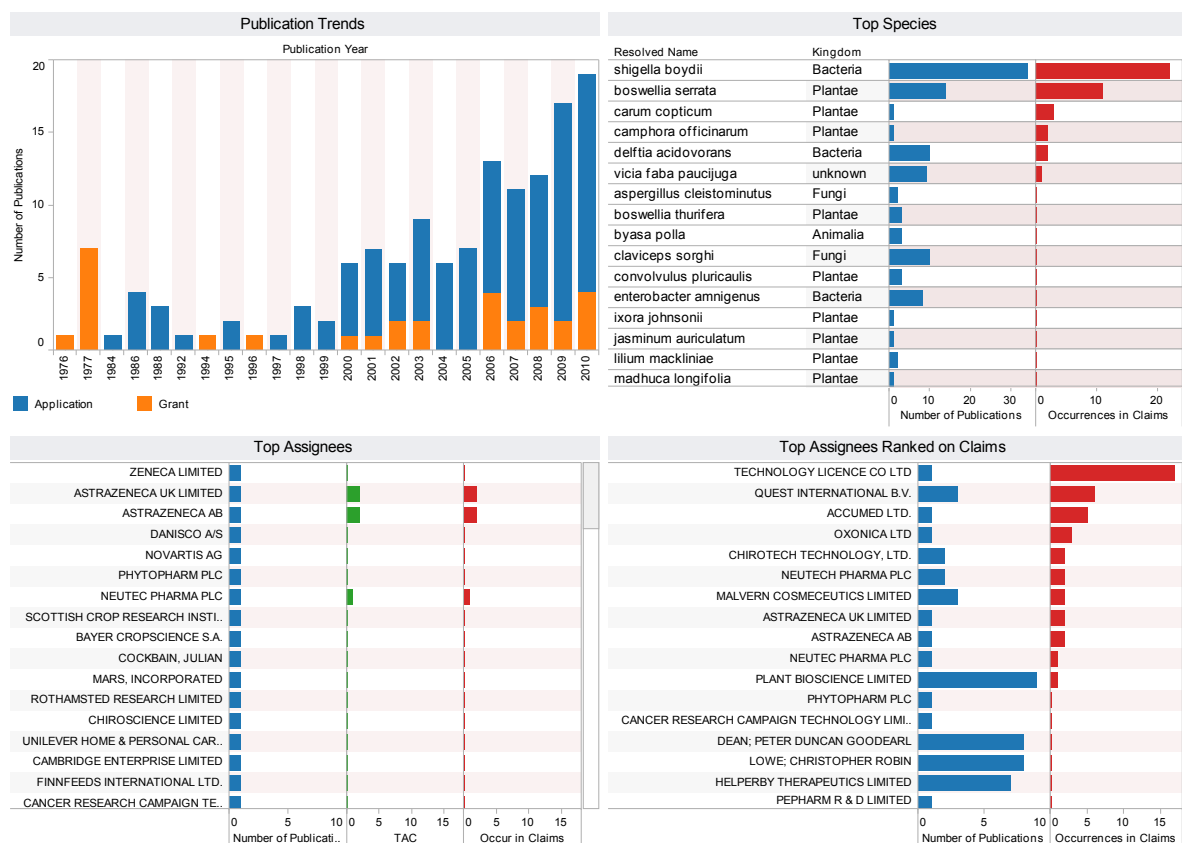 Publication Trends
Publication Year
Number of Publications
20
15
10
5
0
1976 1977 1984 1986 1988 1992 1994 1995 1996 1997 1998 1999 2000 2001 2002 2003 2004 2005 2006 2007 2008 2009 2010
Application Grant
Top Species
Resolved Name Kingdom
shigella boydii Bacteria
boswellia serrata Plantae
carum copticum Plantae
camphora officinarum Plantae
delftia acidovorans Bacteria
vicia faba paucijuga unknown
aspergillus cleistominutus Fungi
boswellia thurifera Plantae
byasa polla Animalia
claviceps sorghi Fungi
convolvulus pluricaulis Plantae
enterobacter amnigenus Bacteria
ixora johnsonii Plantae
jasminum auriculatum Plantae
lilium mackliniae Plantae
madhuca longifolia Plantae
0 10 20 30 0 10 20
Number of Publications Occurrences in Claims
Top Assignees
ZENECA LIMITED
ASTRAZENECA UK LIMITED
ASTRAZENECA AB
DANISCO A/S
NOVARTIS AG
PHYTOPHARM PLC
NEUTEC PHARMA PLC
SCOTTISH CROP RESEARCH INSTI..
BAYER CROPSCIENCE S.A.
COCKBAIN, JULIAN
MARS, INCORPORATED
ROTHAMSTED RESEARCH LIMITED
CHIROSCIENCE LIMITED
UNILEVER HOME & PERSONAL CAR..
CAMBRIDGE ENTERPRISE LIMITED
FINNFEEDS INTERNATIONAL LTD.
CANCER RESEARCH CAMPAIGN TE..
0 5 10 0 5 10 15 0 5 10 15
Number of Publicati.. TAC Occur in Claims
Top Assignees Ranked on Claims
TECHNOLOGY LICENCE CO LTD
QUEST INTERNATIONAL B.V.
ACCUMED LTD.
OXONICA LTD
CHIROTECH TECHNOLOGY, LTD.
NEUTECH PHARMA PLC
MALVERN COSMECEUTICS LIMITED
ASTRAZENECA UK LIMITED
ASTRAZENECA AB
NEUTEC PHARMA PLC
PLANT BIOSCIENCE LIMITED
PHYTOPHARM PLC
CANCER RESEARCH CAMPAIGN TECHNOLOGY LIMI..
DEAN; PETER DUNCAN GOODEARL
LOWE; CHRISTOPHER ROBIN
HELPERBY THERAPEUTICS LIMITED
PEPHARM R & D LIMITED
0 5 10 0 5 10 15
Number of Publications Occurrences in Claims